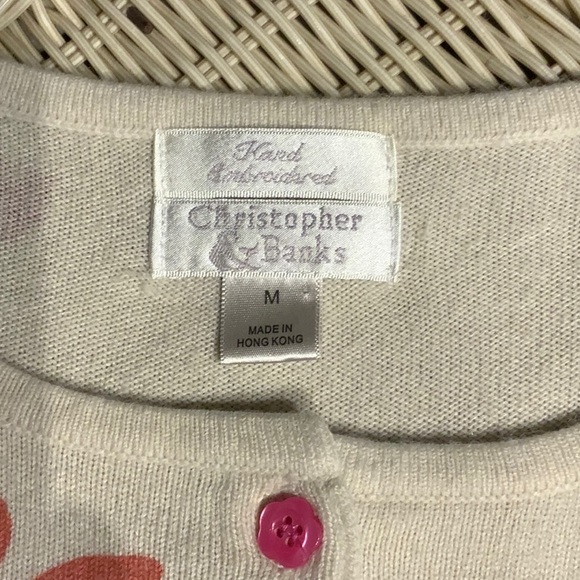 Hand
Embroidered
Christopher
& Banks
M
MADE IN
HONG KONG